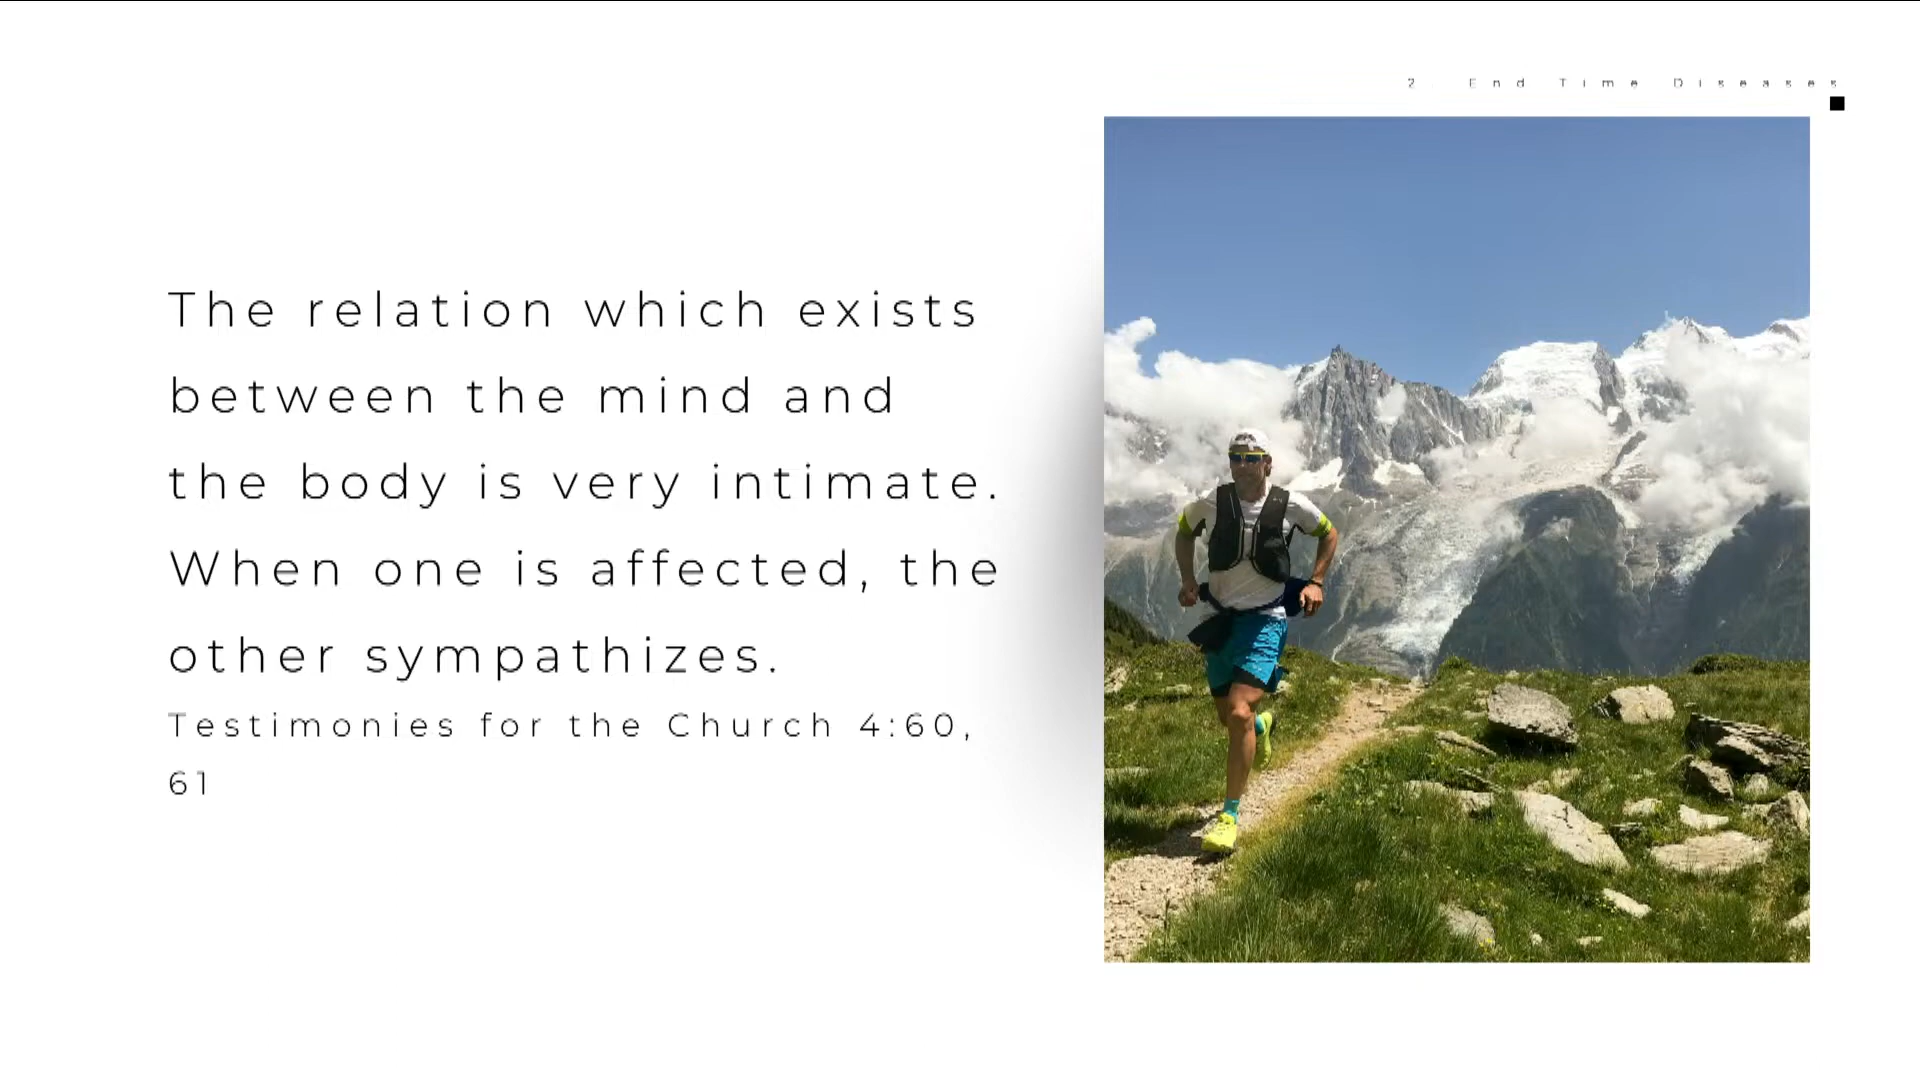 2. End Time Diseases
The relation which exists
between the mind and
the body is very intimate.
When one is affected, the
other sympathizes.
Testimonies for the Church 4:60,
61